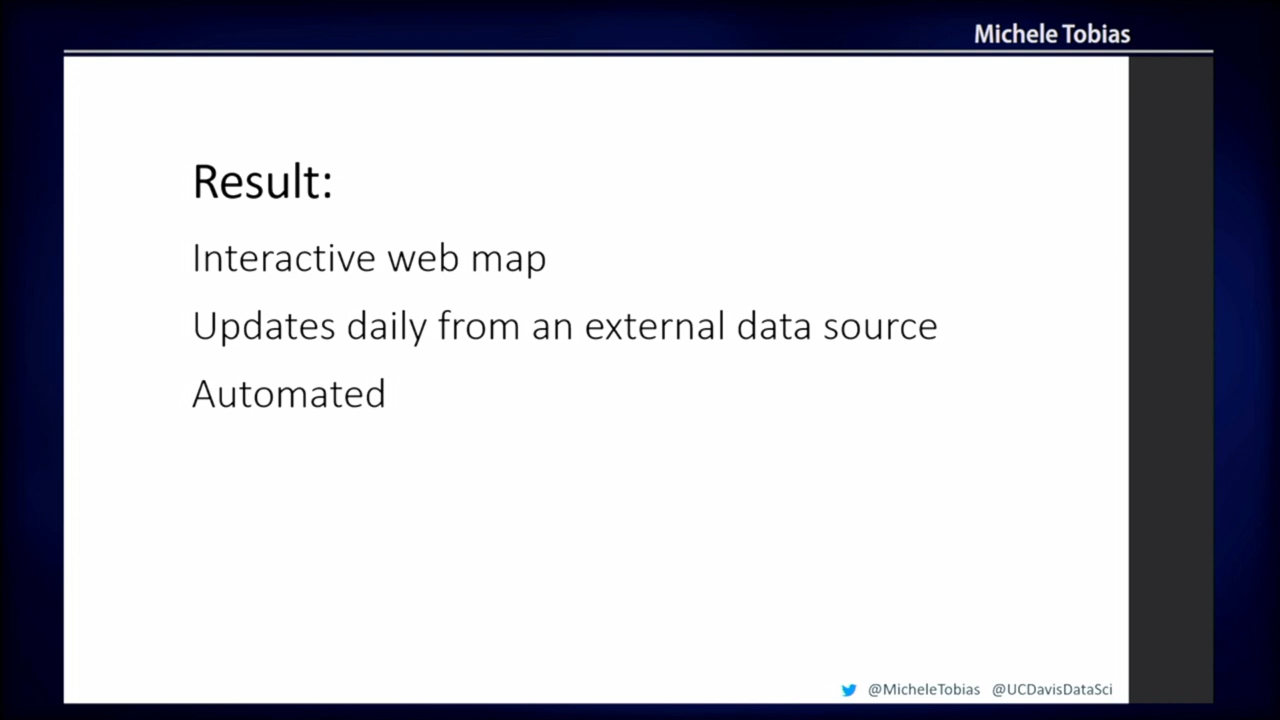 Michele Tobias
Result:
Interactive web map
Updates daily from an external data source
Automated
@MicheleTobias @UCDavisDataSci